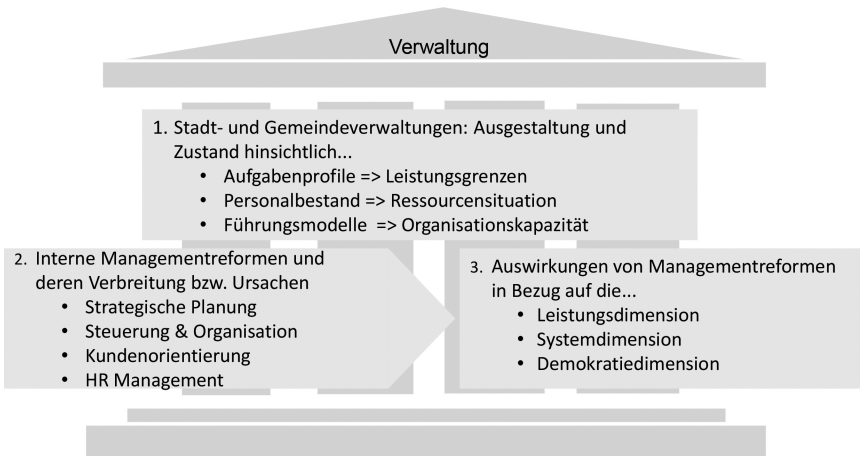 Verwaltung
1. Stadt- und Gemeindeverwaltungen: Ausgestaltung und
Zustand hinsichtlich...
• Aufgabenprofile => Leistungsgrenzen
• Personalbestand => Ressourcensituation
• Führungsmodelle => Organisationskapazität
2. Interne Managementreformen und
deren Verbreitung bzw. Ursachen
• Strategische Planung
• Steuerung & Organisation
• Kundenorientierung
• HR Management
3. Auswirkungen von Managementreformen
in Bezug auf die...
• Leistungsdimension
• Systemdimension
• Demokratiedimension